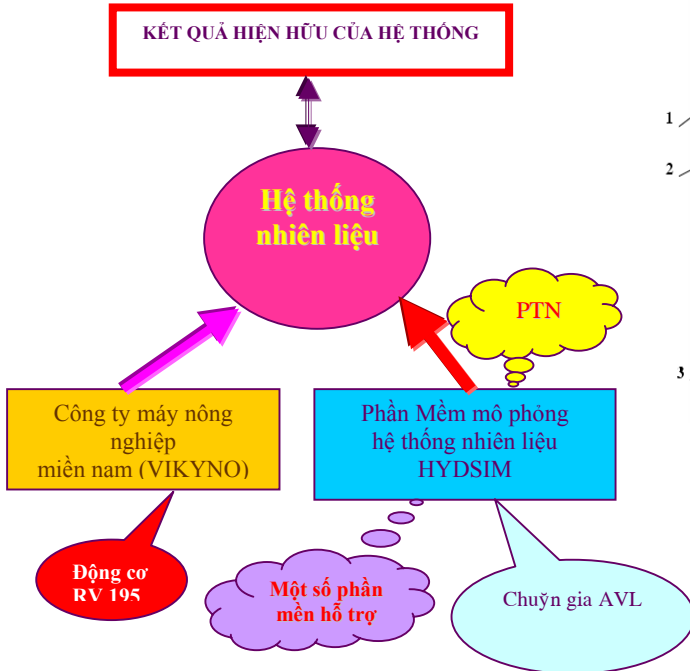 KẾT QUẢ HIỆN HỮU CỦA HỆ THỐNG
1
2
Hệ thống
nhiên liệu
PTN
3
Công ty máy nông
nghiệp
miền nam (VIKYNO)
Phần Mềm mô phỏng
hệ thống nhiên liệu
HYDSIM
Động cơ
RV 195
Một số phần
mền hỗ trợ
Chuỹn gia AVL